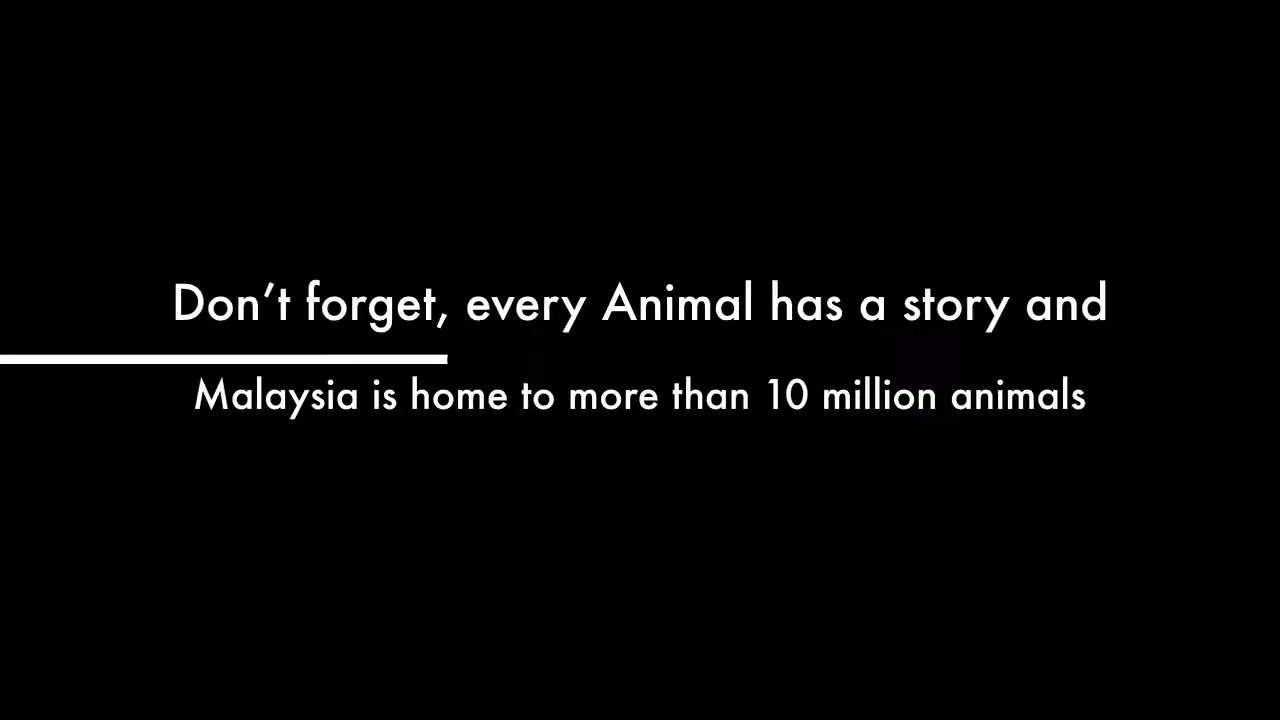 Don’t forget, every Animal has a story and
Malaysia is home to more than 10 million animals